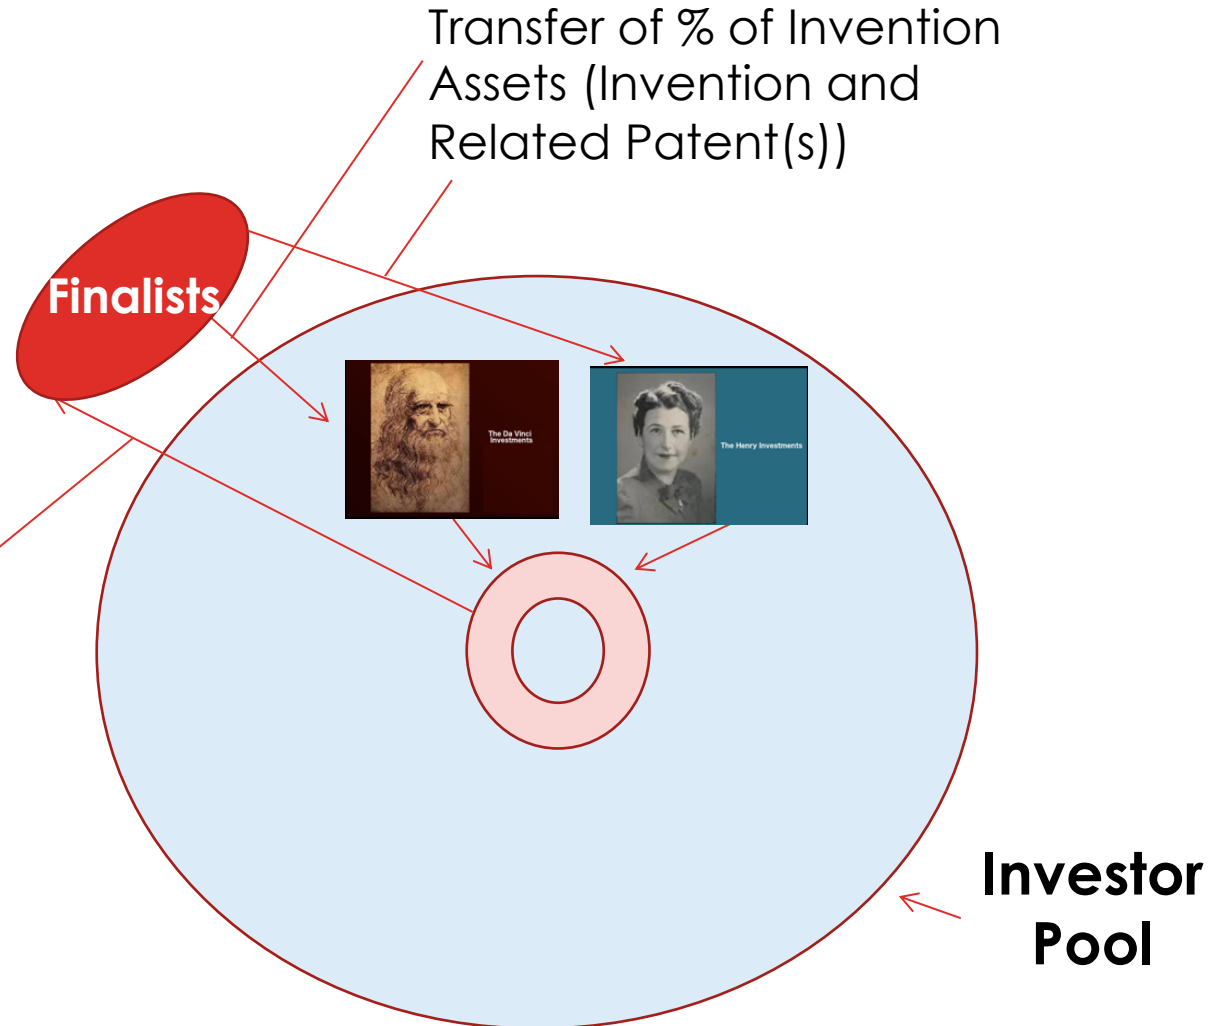 Transfer of % of Invention
Assets (Invention and
Related Patent(s))
Finalists
The Da Vinci
Investments
The Henry Investments
Investor
Pool